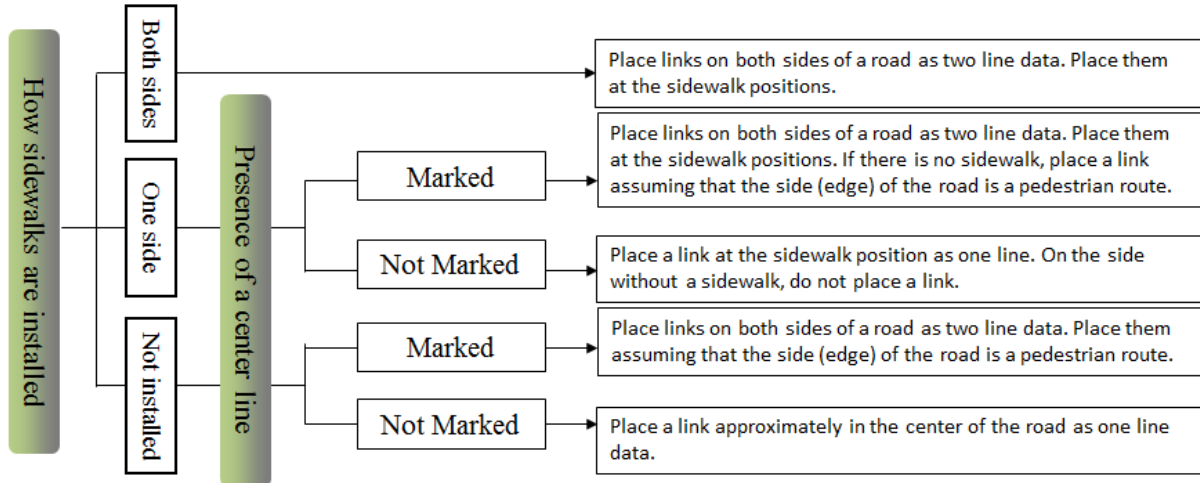 How sidewalks are installed
Both sides
Place links on both sides of a road as two line data. Place them
at the sidewalk positions.
One side
Presence of a center line
Marked
Place links on both sides of a road as two line data. Place them
at the sidewalk positions. If there is no sidewalk, place a link
assuming that the side (edge) of the road is a pedestrian route.
Not Marked
Place a link at the sidewalk position as one line. On the side
without a sidewalk, do not place a link.
Not installed
Marked
Place links on both sides of a road as two line data. Place them
assuming that the side (edge) of the road is a pedestrian route.
Not Marked
Place a link approximately in the center of the road as one line
data.